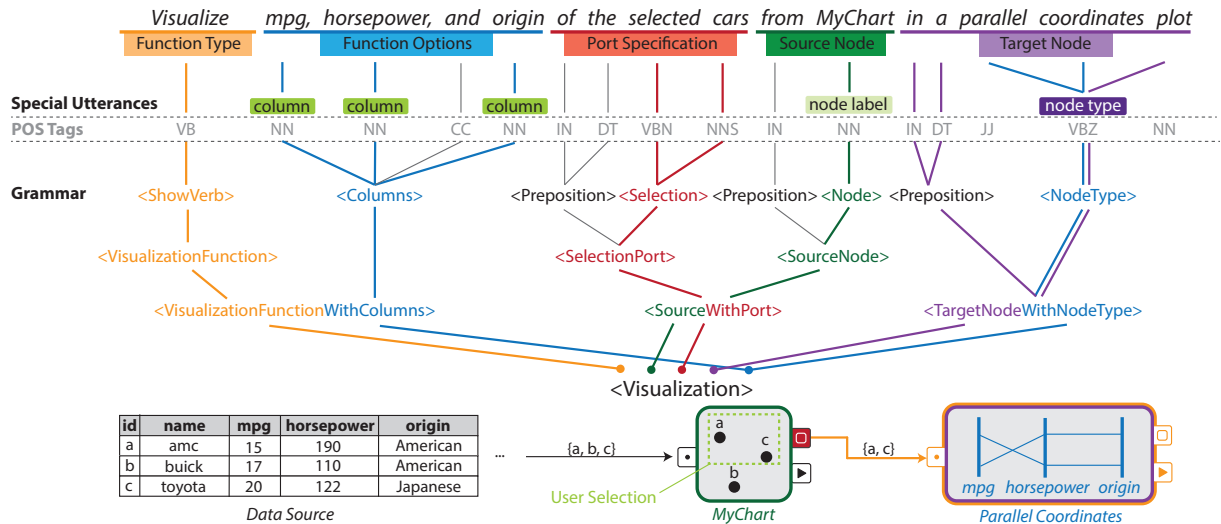 Visualize mpg, horsepower, and origin of the selected cars from MyChart in a parallel coordinates plot
Function Type Function Options Port Specification Source Node Target Node
Special Utterances column column column node label node type
POS Tags VB NN NN CC NN IN DT VBN NNS IN NN IN DT JJ VBZ NN
Grammar <ShowVerb> <Columns> <Preposition> <Selection> <Preposition> <Node> <Preposition> <NodeType>
<VisualizationFunction> <SelectionPort> <SourceNode>
<VisualizationFunctionWithColumns> <SourceWithPort> <TargetNodeWithNodeType>
<Visualization>
id name mpg horsepower origin
a amc 15 190 American
b buick 17 110 American
c toyota 20 122 Japanese
...
{a, b, c}
a
c
b
{a, c}
User Selection
mpg horsepower origin
Data Source MyChart Parallel Coordinates